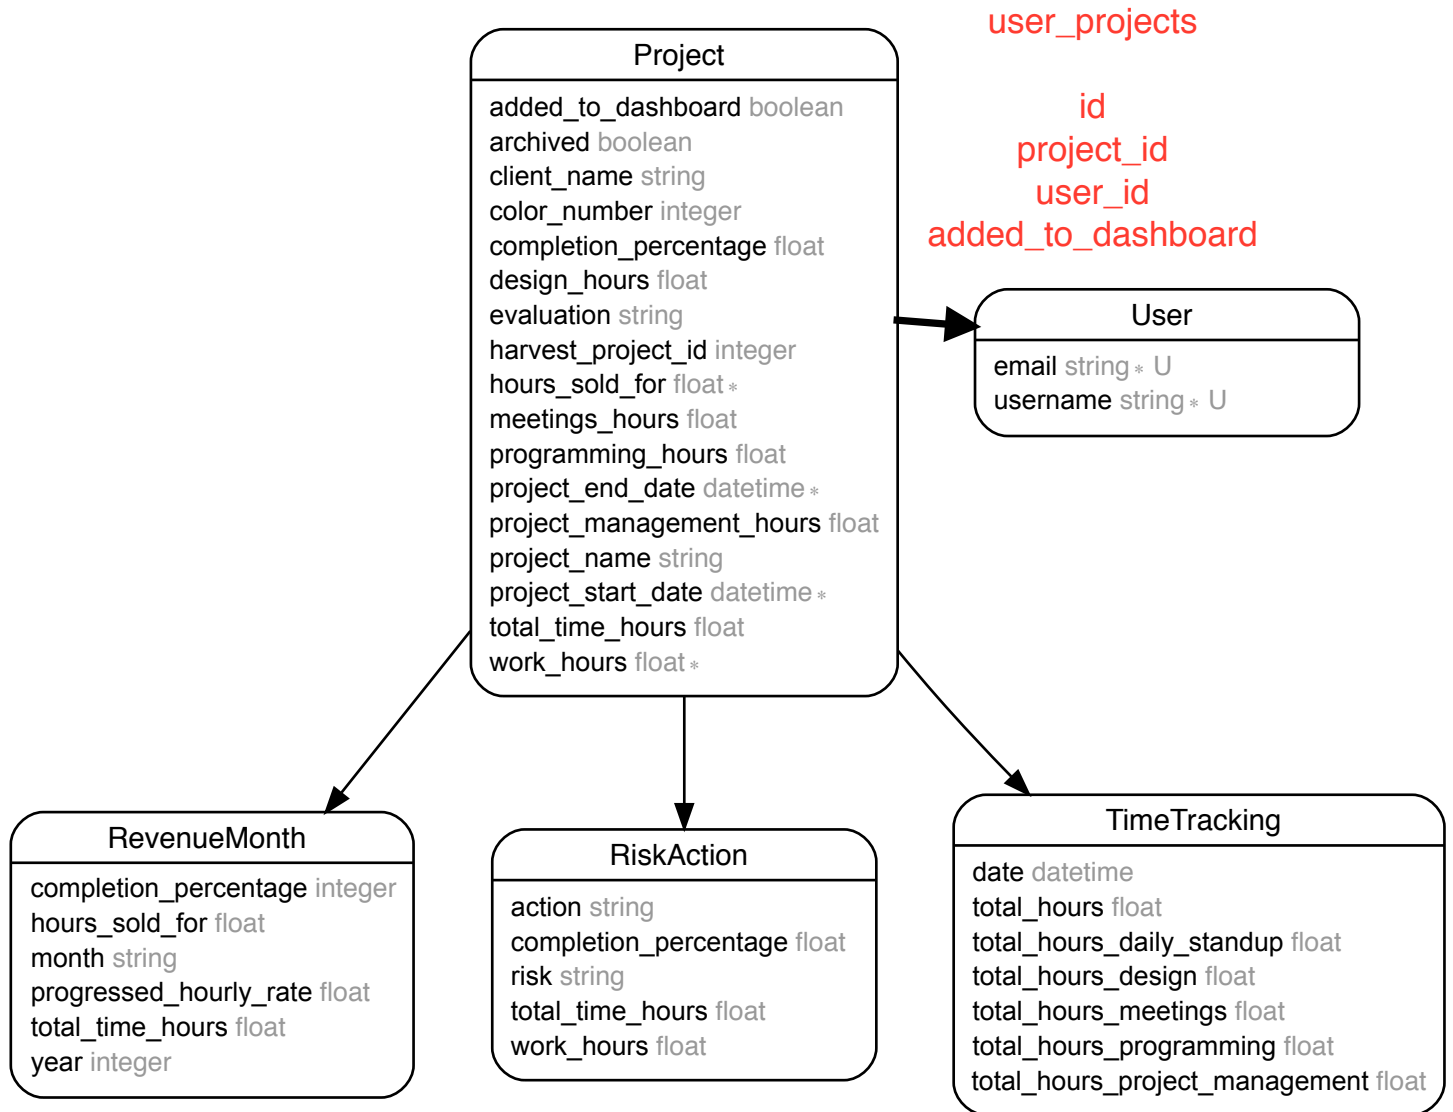 user_projects
id
project_id
user_id
added_to_dashboard
Project
added_to_dashboard boolean
archived boolean
client_name string
color_number integer
completion_percentage float
design_hours float
evaluation string
harvest_project_id integer
hours_sold_for float *
meetings_hours float
programming_hours float
project_end_date datetime *
project_management_hours float
project_name string
project_start_date datetime *
total_time_hours float
work_hours float *
User
email string * U
username string * U
RevenueMonth
completion_percentage integer
hours_sold_for float
month string
progressed_hourly_rate float
total_time_hours float
year integer
RiskAction
action string
completion_percentage float
risk string
total_time_hours float
work_hours float
TimeTracking
date datetime
total_hours float
total_hours_daily_standup float
total_hours_design float
total_hours_meetings float
total_hours_programming float
total_hours_project_management float